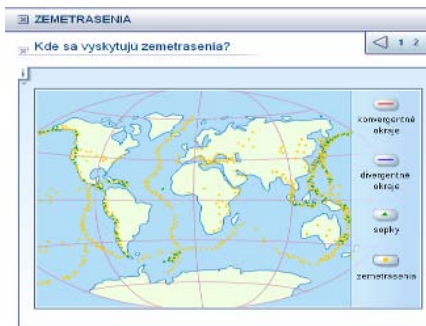 ZEMETRASENIA
Kde sa vyskytujú zemetrasenia?
1 2
konvergentné
okraje
divergentné
okraje
sopky
zemetrasenia